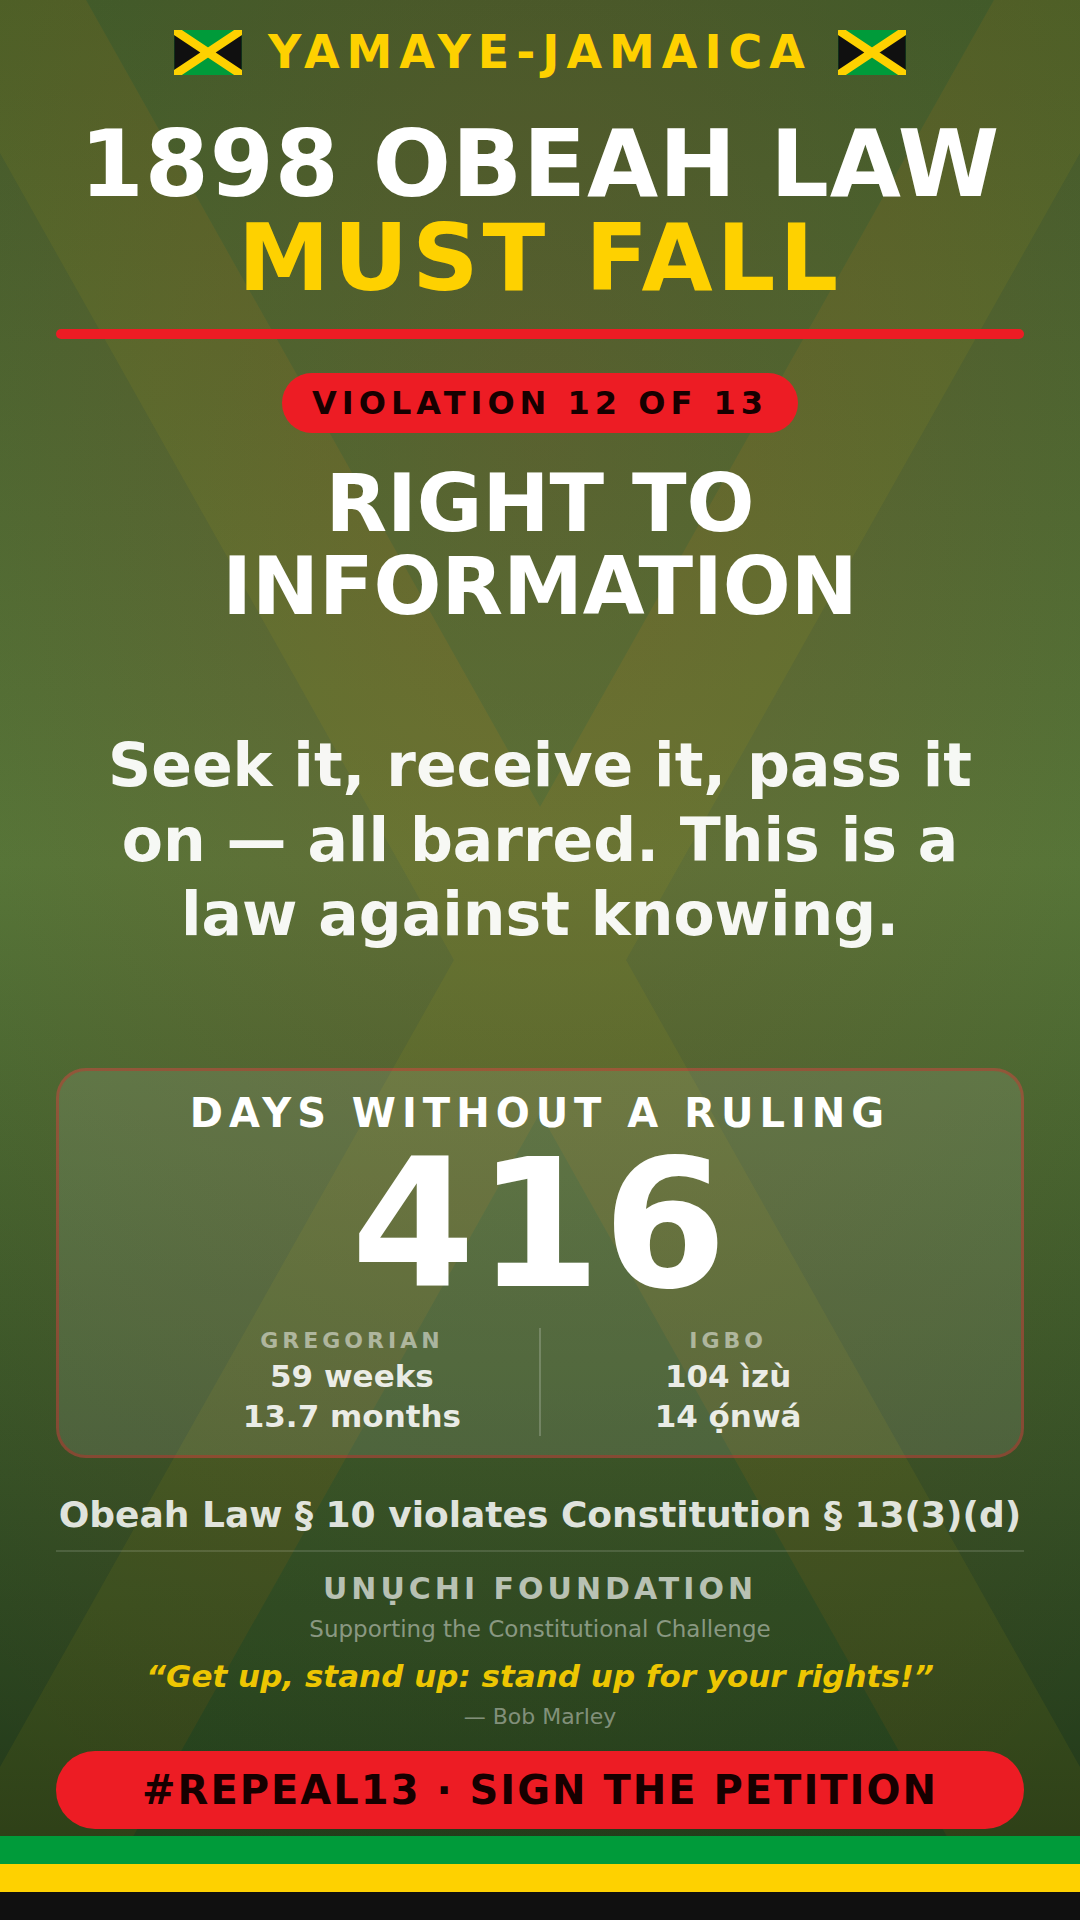 YAMAYE-JAMAICA
1898 OBEAH LAW
MUST FALL
VIOLATION 12 OF 13
RIGHT TO
INFORMATION
Seek it, receive it, pass it
on — all barred. This is a
law against knowing.
DAYS WITHOUT A RULING
416
GREGORIAN
59 weeks
13.7 months
IGBO
104 ìzù
14 ọ́nwá
Obeah Law § 10 violates Constitution § 13(3)(d)
UNỤCHI FOUNDATION
Supporting the Constitutional Challenge
“Get up, stand up: stand up for your rights!”
— Bob Marley
#REPEAL13 · SIGN THE PETITION